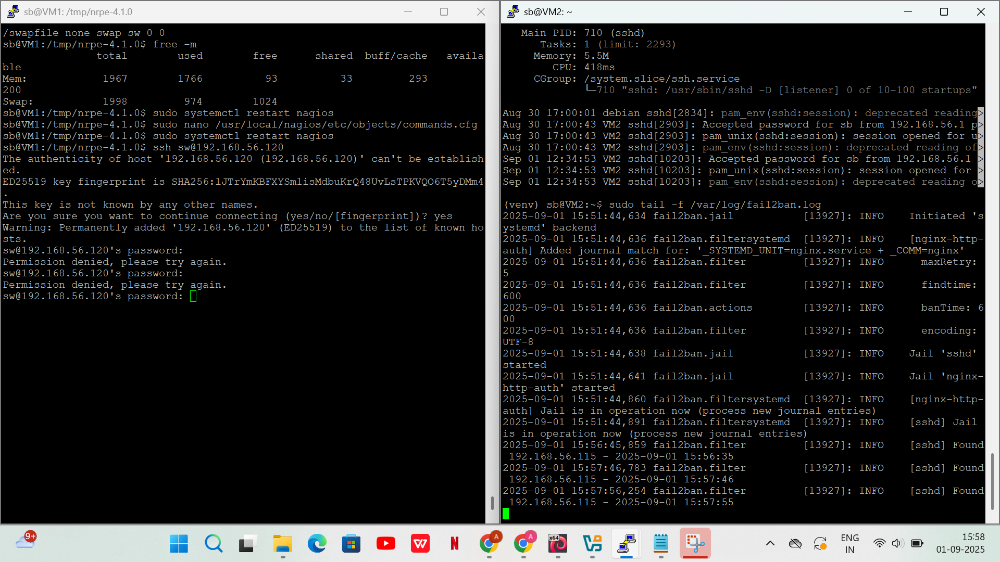 sb@VM1: /tmp/nrpe-4.1.0
/swapfile none swap sw 0 0
sb@VM1:/tmp/nrpe-4.1.0$ free -m
total used free shared buff/cache availa
ble
Mem: 1967 1766 93 33 293
200
Swap: 1998 974 1024
sb@VM1:/tmp/nrpe-4.1.0$ sudo systemctl restart nagios
sb@VM1:/tmp/nrpe-4.1.0$ sudo nano /usr/local/nagios/etc/objects/commands.cfg
sb@VM1:/tmp/nrpe-4.1.0$ sudo systemctl restart nagios
sb@VM1:/tmp/nrpe-4.1.0$ ssh sw@192.168.56.120
The authenticity of host '192.168.56.120 (192.168.56.120)' can't be establish
ed.
ED25519 key fingerprint is SHA256:lJTrYmKBFXYSmlisMdbuKrQ48UvLsTPKVQO6T5yDMm4
.
This key is not known by any other names.
Are you sure you want to continue connecting (yes/no/[fingerprint])? yes
Warning: Permanently added '192.168.56.120' (ED25519) to the list of known ho
sts.
sw@192.168.56.120's password:
Permission denied, please try again.
sw@192.168.56.120's password:
Permission denied, please try again.
sw@192.168.56.120's password:
sb@VM2: ~
Main PID: 710 (sshd)
Tasks: 1 (limit: 2293)
Memory: 5.5M
CPU: 418ms
CGroup: /system.slice/ssh.service
└─710 "sshd: /usr/sbin/sshd -D [listener] 0 of 10-100 startups"
Aug 30 17:00:01 debian sshd[2834]: pam_env(sshd:session): deprecated reading>
Aug 30 17:00:43 VM2 sshd[2903]: Accepted password for sb from 192.168.56.1 p>
Aug 30 17:00:43 VM2 sshd[2903]: pam_unix(sshd:session): session opened for u>
Aug 30 17:00:43 VM2 sshd[2903]: pam_env(sshd:session): deprecated reading of>
Sep 01 12:34:53 VM2 sshd[10203]: Accepted password for sb from 192.168.56.1 >
Sep 01 12:34:53 VM2 sshd[10203]: pam_unix(sshd:session): session opened for >
Sep 01 12:34:53 VM2 sshd[10203]: pam_env(sshd:session): deprecated reading o>
(venv) sb@VM2:~$ sudo tail -f /var/log/fail2ban.log
2025-09-01 15:51:44,634 fail2ban.jail [13927]: INFO Initiated 's
ystemd' backend
2025-09-01 15:51:44,636 fail2ban.filtersystemd [13927]: INFO [nginx-http-
auth] Added journal match for: '_SYSTEMD_UNIT=nginx.service + _COMM=nginx'
2025-09-01 15:51:44,636 fail2ban.filter [13927]: INFO maxRetry:
5
2025-09-01 15:51:44,636 fail2ban.filter [13927]: INFO findtime:
600
2025-09-01 15:51:44,636 fail2ban.actions [13927]: INFO banTime: 6
00
2025-09-01 15:51:44,636 fail2ban.filter [13927]: INFO encoding:
UTF-8
2025-09-01 15:51:44,638 fail2ban.jail [13927]: INFO Jail 'sshd'
started
2025-09-01 15:51:44,641 fail2ban.jail [13927]: INFO Jail 'nginx-
http-auth' started
2025-09-01 15:51:44,860 fail2ban.filtersystemd [13927]: INFO [nginx-http-
auth] Jail is in operation now (process new journal entries)
2025-09-01 15:51:44,891 fail2ban.filtersystemd [13927]: INFO [sshd] Jail
is in operation now (process new journal entries)
2025-09-01 15:56:45,859 fail2ban.filter [13927]: INFO [sshd] Found
192.168.56.115 - 2025-09-01 15:56:35
2025-09-01 15:57:46,783 fail2ban.filter [13927]: INFO [sshd] Found
192.168.56.115 - 2025-09-01 15:57:46
2025-09-01 15:57:56,254 fail2ban.filter [13927]: INFO [sshd] Found
192.168.56.115 - 2025-09-01 15:57:55
9+
W
N
A
A
x64
ENG
IN
15:58
01-09-2025